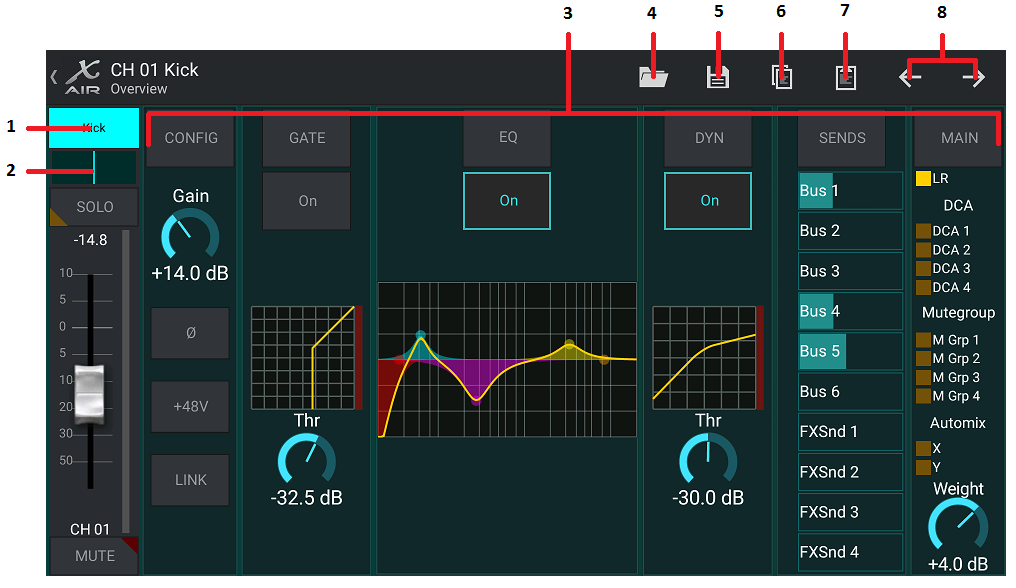 3
4
5
6
7
8
CH 01 Kick
Overview
X AIR
1
Kick
CONFIG
GATE
EQ
DYN
SENDS
MAIN
2
SOLO
-14.8
10
5
0
5
10
20
30
50
CH 01
MUTE
Gain
+14.0 dB
Ø
+48V
LINK
On
Thr
-32.5 dB
On
On
Thr
-30.0 dB
Bus 1
Bus 2
Bus 3
Bus 4
Bus 5
Bus 6
FXSnd 1
FXSnd 2
FXSnd 3
FXSnd 4
LR
DCA
DCA 1
DCA 2
DCA 3
DCA 4
Mutegroup
M Grp 1
M Grp 2
M Grp 3
M Grp 4
Automix
X
Y
Weight
+4.0 dB